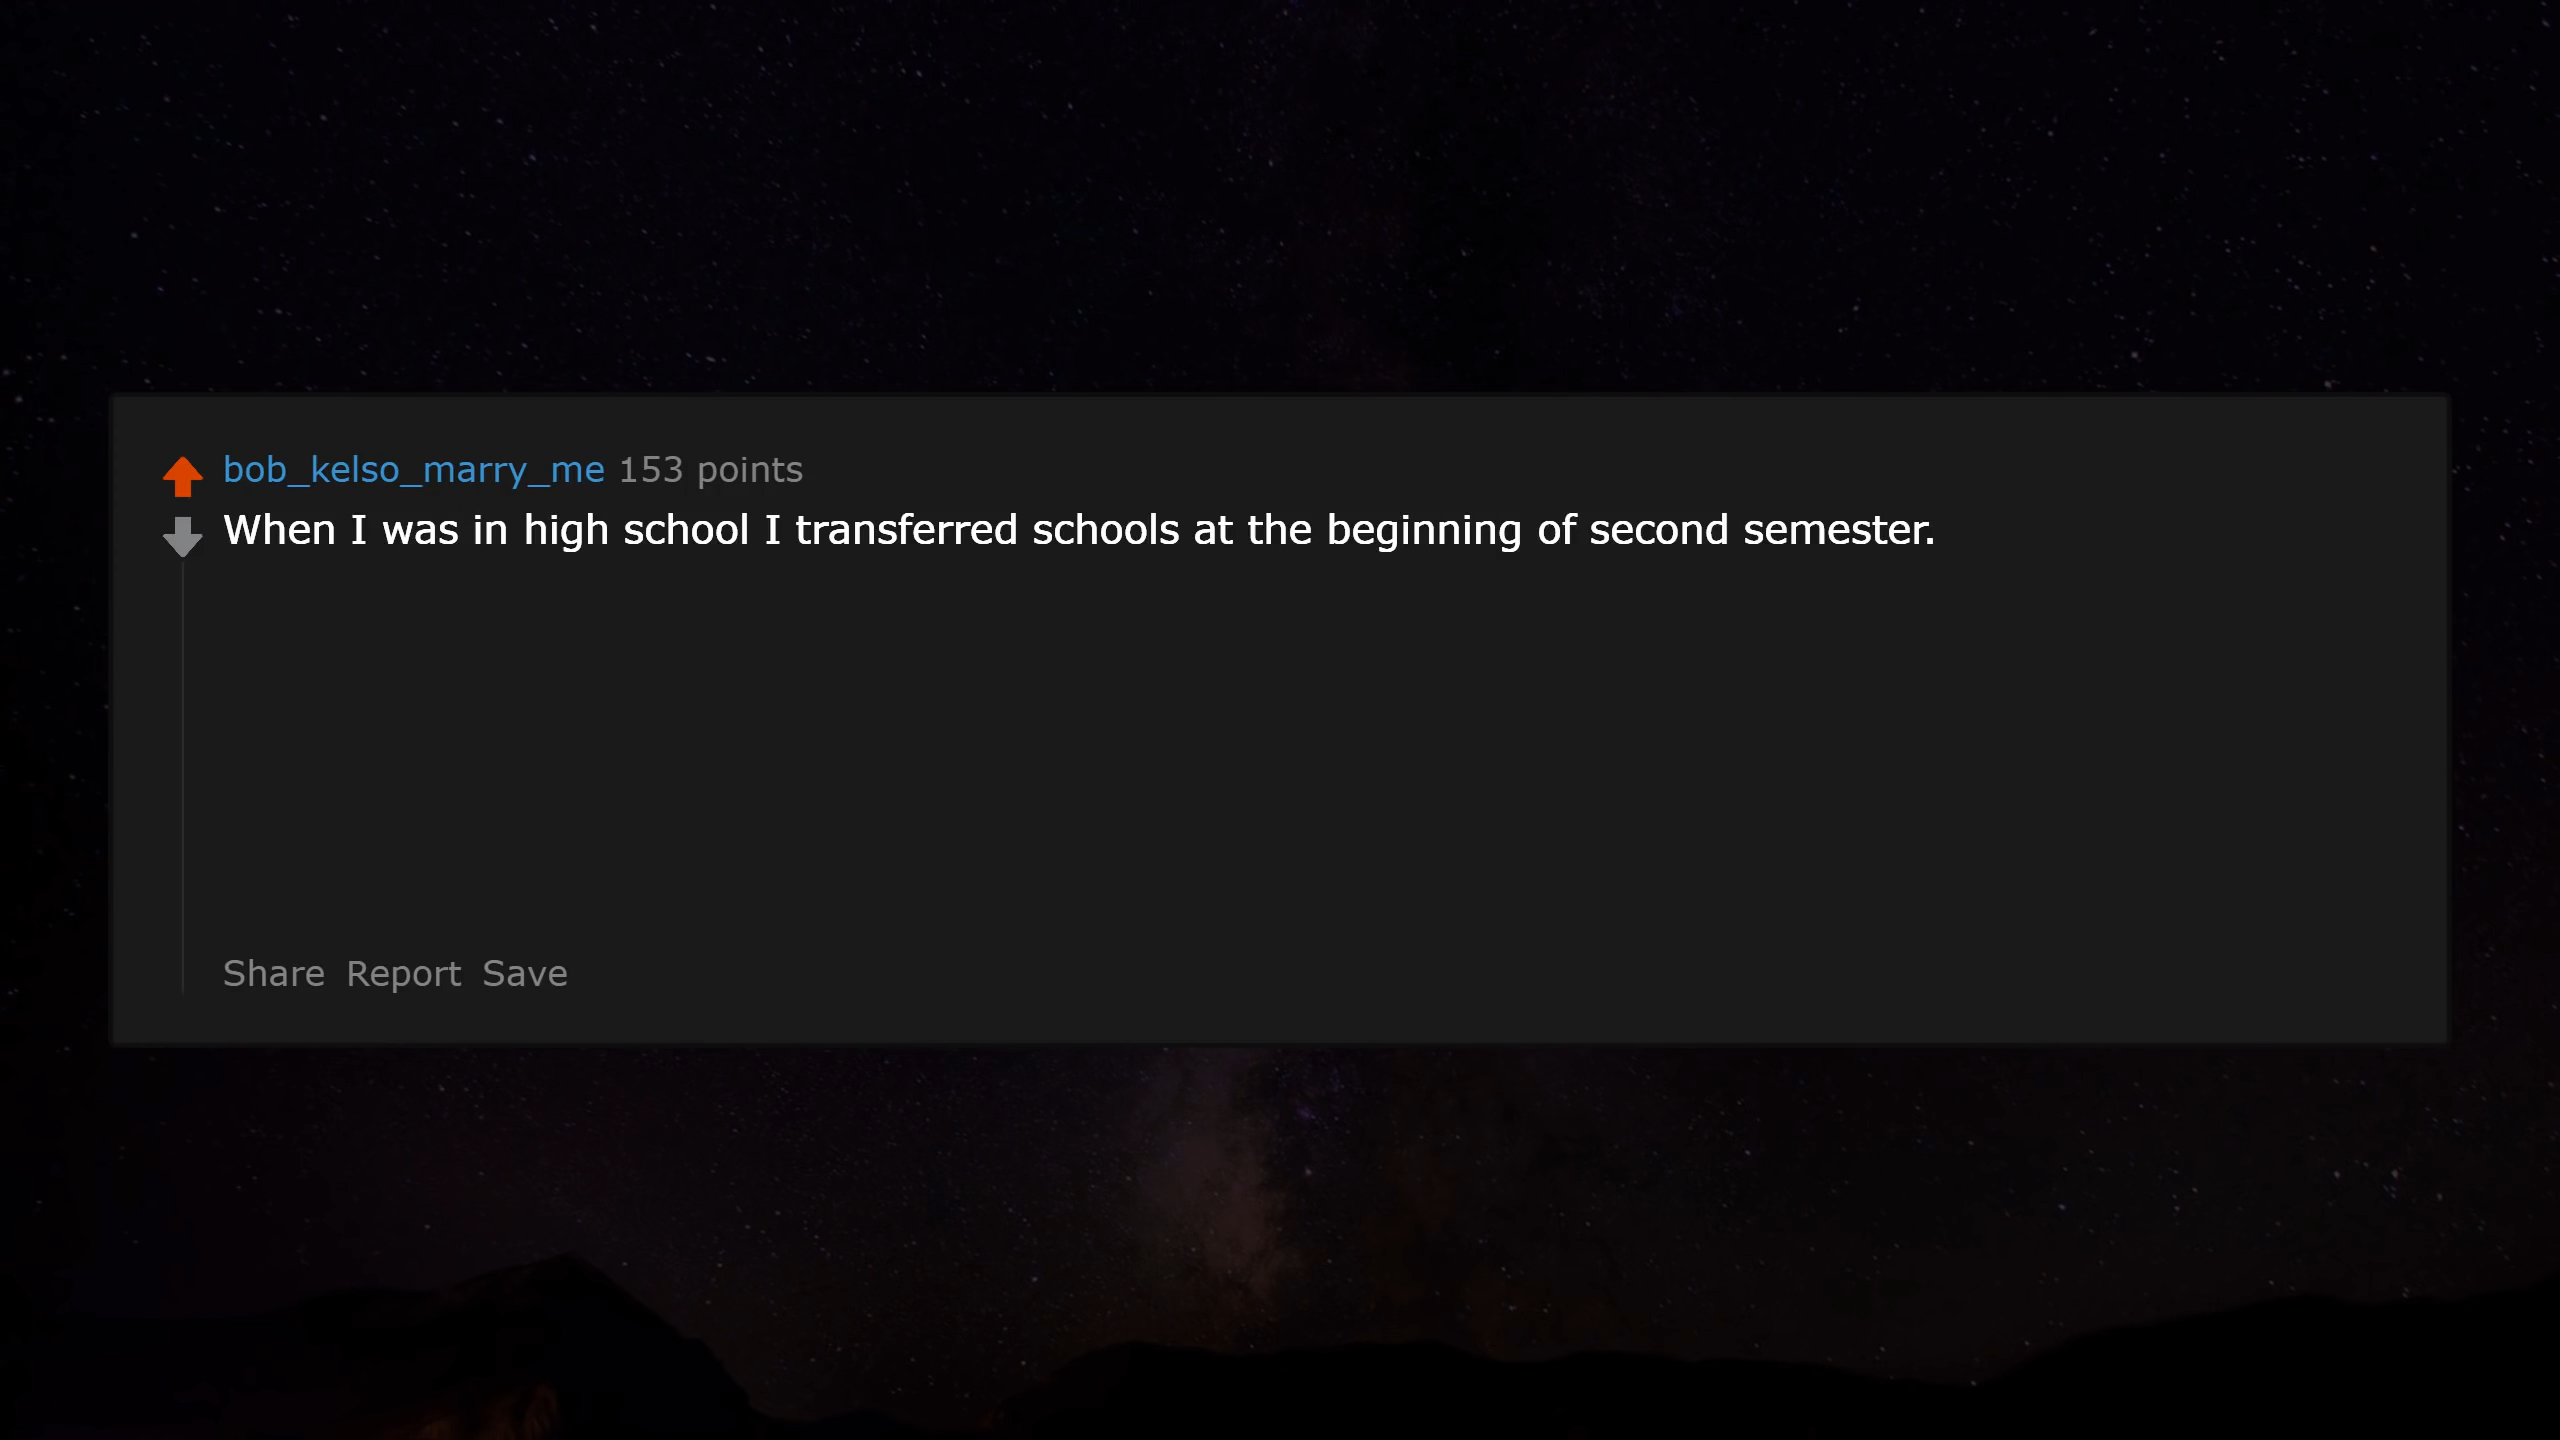 bob_kelso_marry_me 153 points
When I was in high school I transferred schools at the beginning of second semester.
Share Report Save